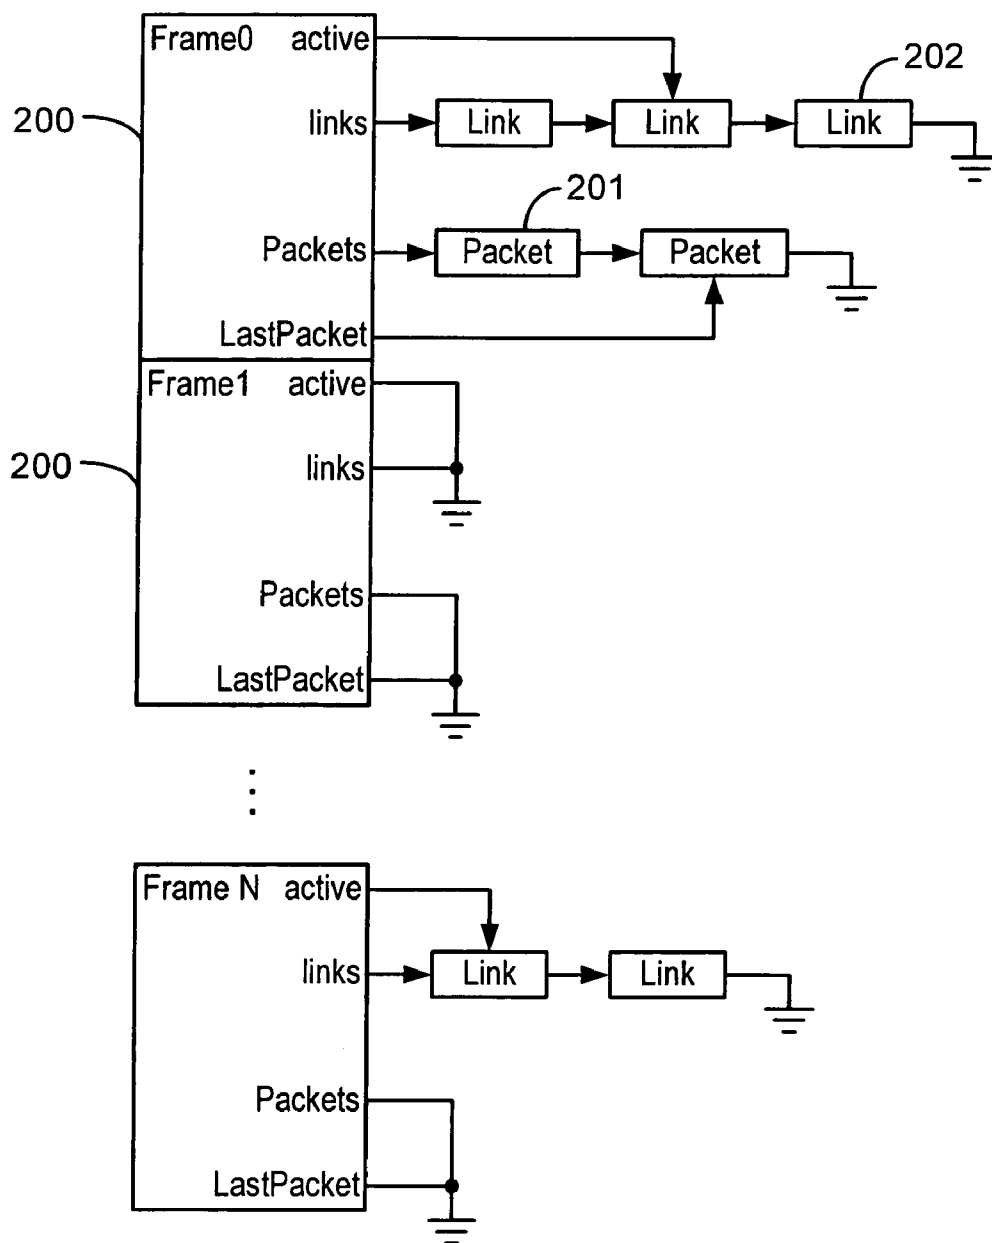 Frame0 active
202
200
links
Link
Link
Link
201
Packets
Packet
Packet
LastPacket
Frame1 active
200
links
Packets
LastPacket
Frame N active
links
Link
Link
Packets
LastPacket